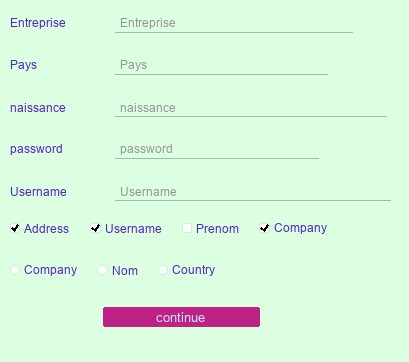 Entreprise Entreprise
Pays Pays
naissance naissance
password password
Username Username
Address Username Prenom Company
Company Nom Country
continue